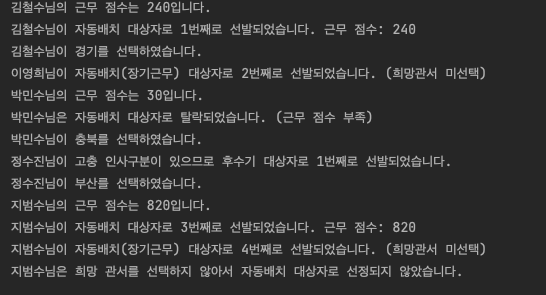 김철수님의 근무 점수는 240입니다.
김철수님이 자동배치 대상자로 1번째로 선발되었습니다. 근무 점수: 240
김철수님이 경기를 선택하였습니다.
이영희님이 자동배치(장기근무) 대상자로 2번째로 선발되었습니다. (희망관서 미선택)
박민수님의 근무 점수는 30입니다.
박민수님은 자동배치 대상자로 탈락되었습니다. (근무 점수 부족)
박민수님이 충북를 선택하였습니다.
정수진님이 고충 인사구분이 있으므로 후수기 대상자로 1번째로 선발되었습니다.
정수진님이 부산를 선택하였습니다.
지범수님의 근무 점수는 820입니다.
지범수님이 자동배치 대상자로 3번째로 선발되었습니다. 근무 점수: 820
지범수님이 자동배치(장기근무) 대상자로 4번째로 선발되었습니다. (희망관서 미선택)
지범수님은 희망 관서를 선택하지 않아서 자동배치 대상자로 선정되지 않았습니다.